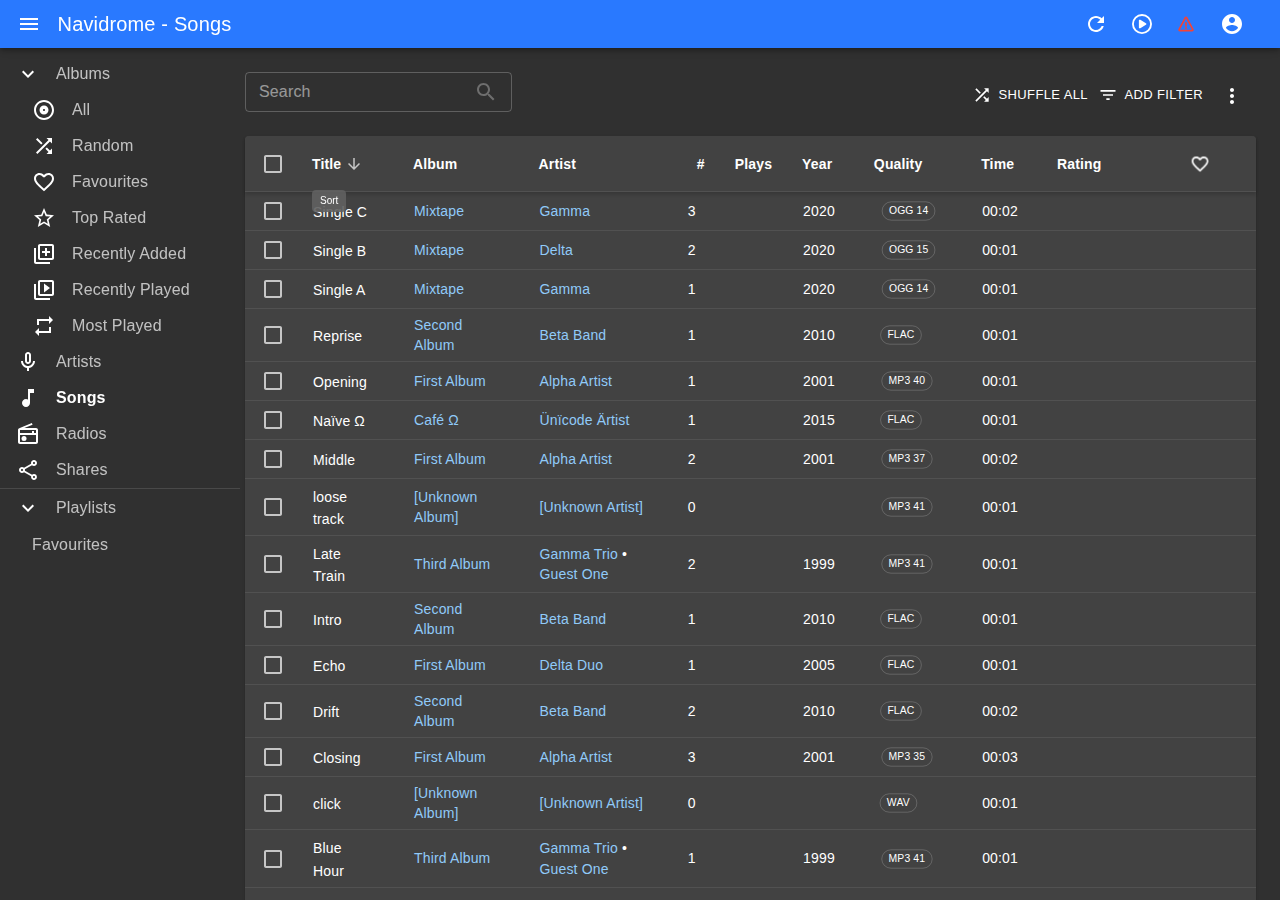 Navidrome - Songs
Albums
All
Random
Favourites
Top Rated
Recently Added
Recently Played
Most Played
Artists
Songs
Radios
Shares
Playlists
Favourites
Search
SHUFFLE ALL ADD FILTER
Title Album Artist # Plays Year Quality Time Rating
Sort
Single C Mixtape Gamma 3 2020 OGG 14 00:02
Single B Mixtape Delta 2 2020 OGG 15 00:01
Single A Mixtape Gamma 1 2020 OGG 14 00:01
Reprise Second Album Beta Band 1 2010 FLAC 00:01
Opening First Album Alpha Artist 1 2001 MP3 40 00:01
Naïve Ω Café Ω Ünïcode Ärtist 1 2015 FLAC 00:01
Middle First Album Alpha Artist 2 2001 MP3 37 00:02
loose track [Unknown Album] [Unknown Artist] 0 MP3 41 00:01
Late Train Third Album Gamma Trio • Guest One 2 1999 MP3 41 00:01
Intro Second Album Beta Band 1 2010 FLAC 00:01
Echo First Album Delta Duo 1 2005 FLAC 00:01
Drift Second Album Beta Band 2 2010 FLAC 00:02
Closing First Album Alpha Artist 3 2001 MP3 35 00:03
click [Unknown Album] [Unknown Artist] 0 WAV 00:01
Blue Hour Third Album Gamma Trio • Guest One 1 1999 MP3 41 00:01